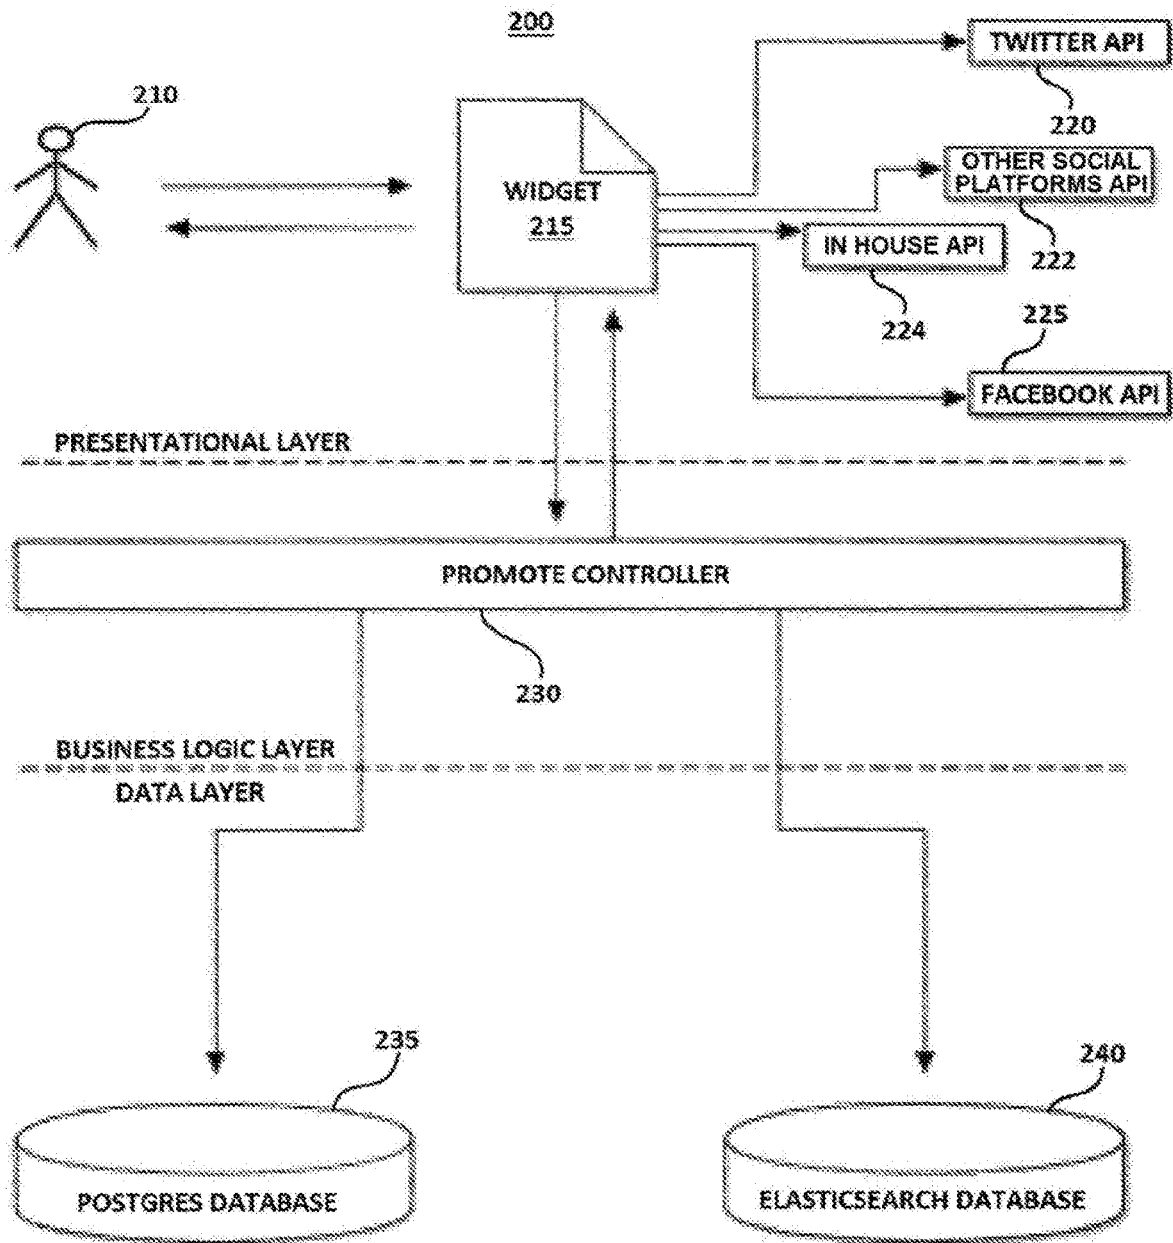 200
TWITTER API
210
220
OTHER SOCIAL
PLATFORMS API
WIDGET
215
IN HOUSE API
222
224
225
FACEBOOK API
PRESENTATIONAL LAYER
PROMOTE CONTROLLER
230
BUSINESS LOGIC LAYER
DATA LAYER
235
240
POSTGRES DATABASE
ELASTICSEARCH DATABASE